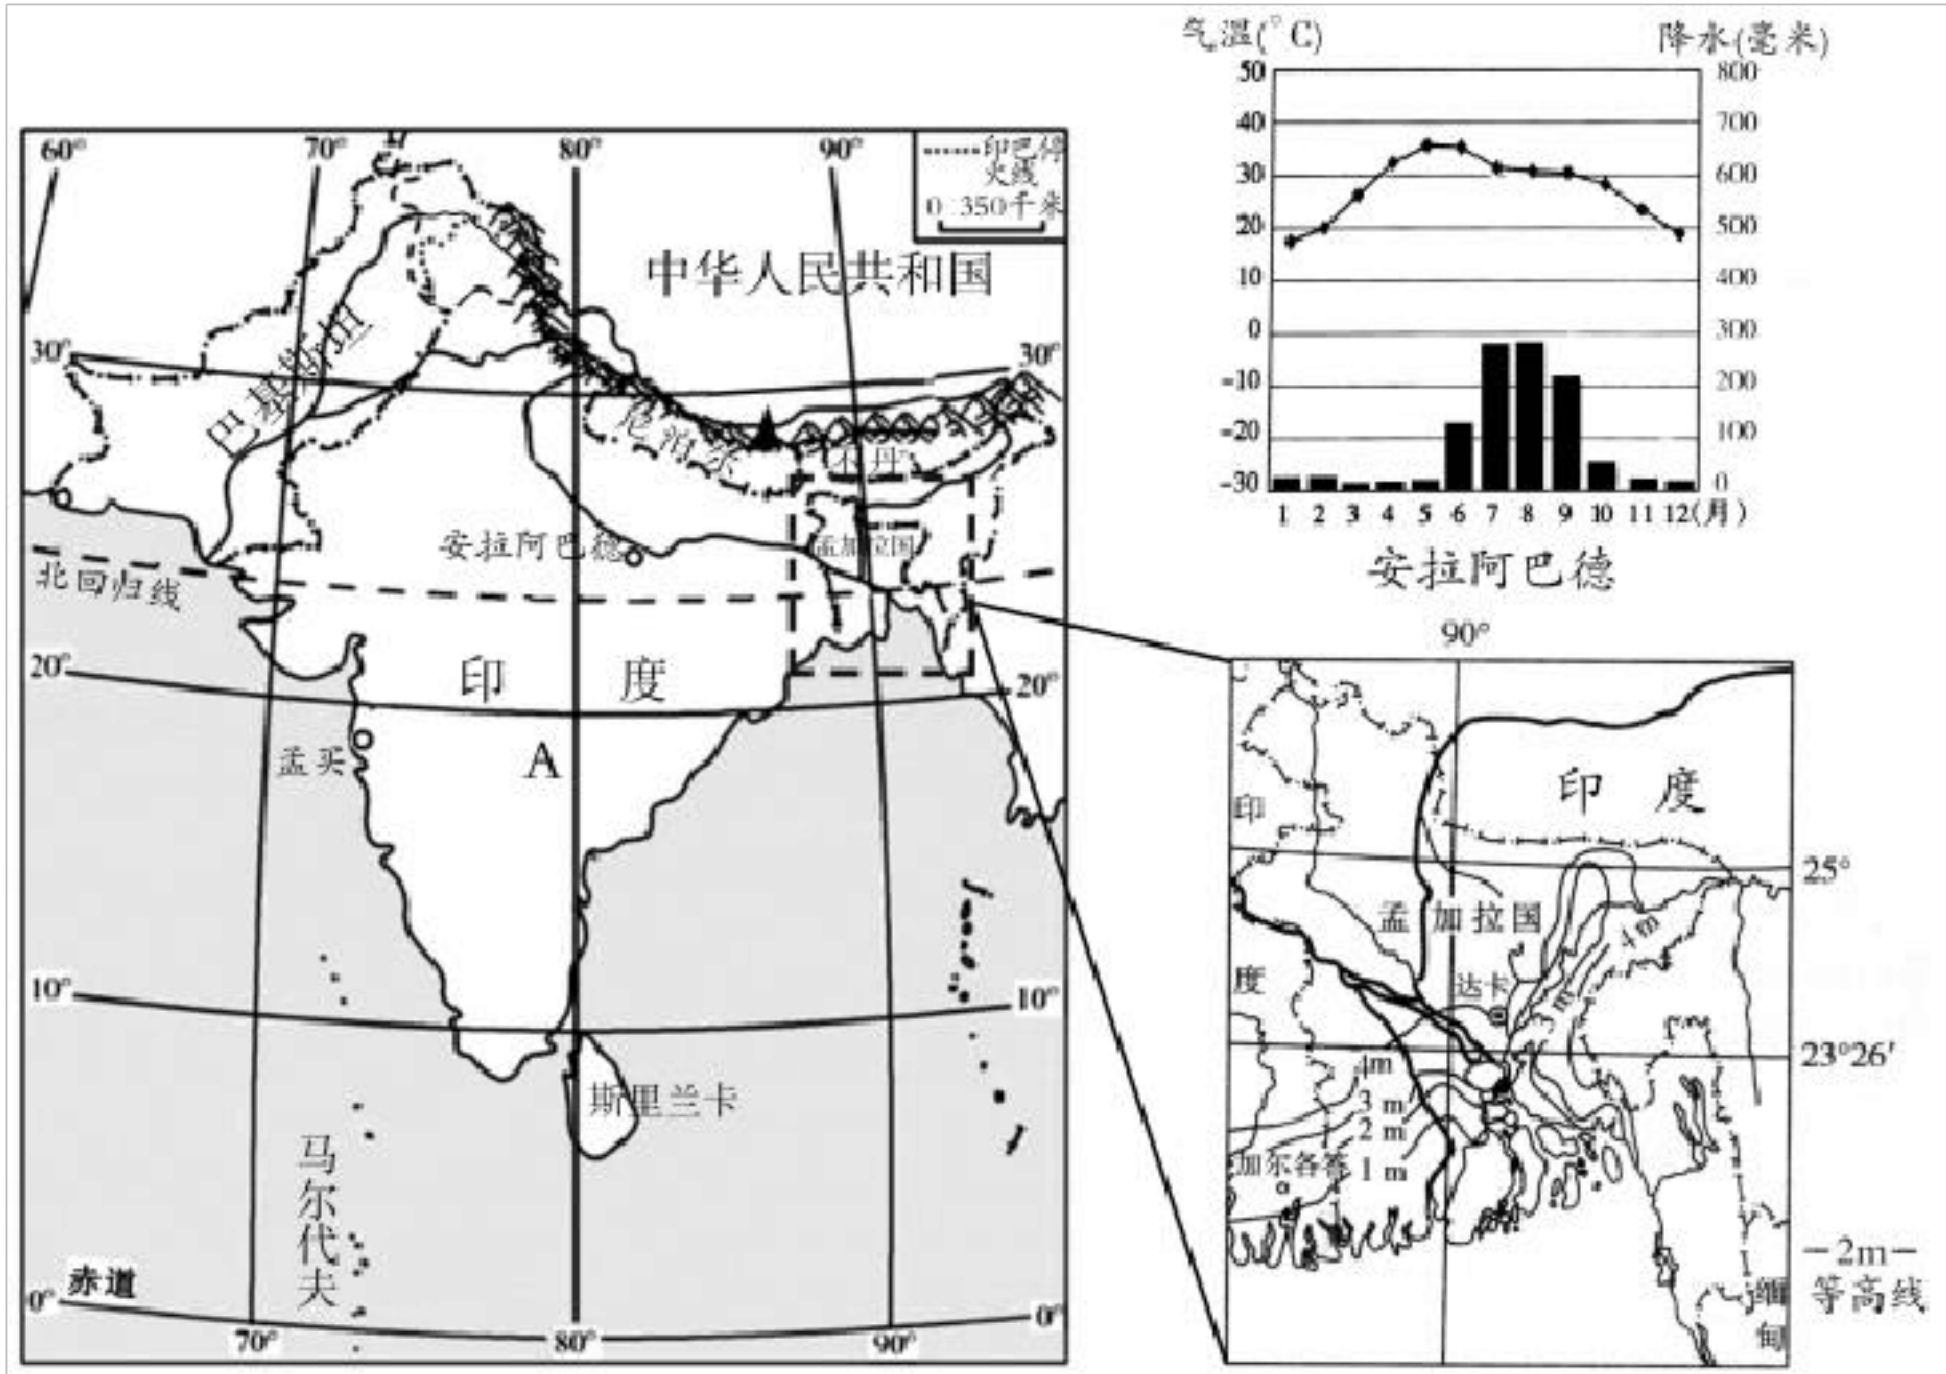 气温(°C)
降水(毫米)
50
40
30
20
10
0
-10
-20
-30
800
700
600
500
400
300
200
100
0
1 2 3 4 5 6 7 8 9 10 11 12(月)
安拉阿巴德
60° 70° 80° 90°
印巴停
火线
0 350千米
中华人民共和国
巴基斯坦
30° 30°
尼泊尔
不丹
安拉阿巴德
孟加拉国
北回归线
印 度
20° 20°
孟买
A
10° 10°
斯里兰卡
马尔代夫
赤道
0° 0°
70° 80° 90°
90°
印 度
印
度
25°
孟加拉国
4m
m
达卡
23°26′
4m
3 m
2 m
1 m
加尔各答
缅甸
-2m-
等高线